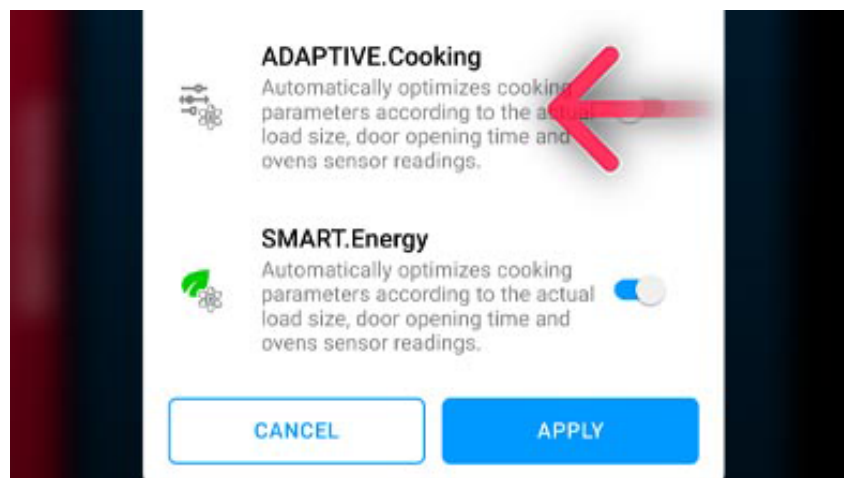 ADAPTIVE.Cooking
Automatically optimizes cooking
parameters according to the actual
load size, door opening time and
ovens sensor readings.
SMART.Energy
Automatically optimizes cooking
parameters according to the actual
load size, door opening time and
ovens sensor readings.
CANCEL
APPLY